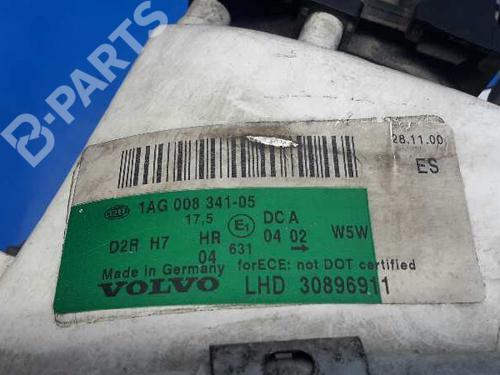 B-PARTS
28.11.00
ES
HELLA 1AG 008 341-05
17,5 E1 DC A
D2R H7 HR 04 02 → W5W
04 631
Made in Germany forECE: not DOT certified
VOLVO LHD 30896911